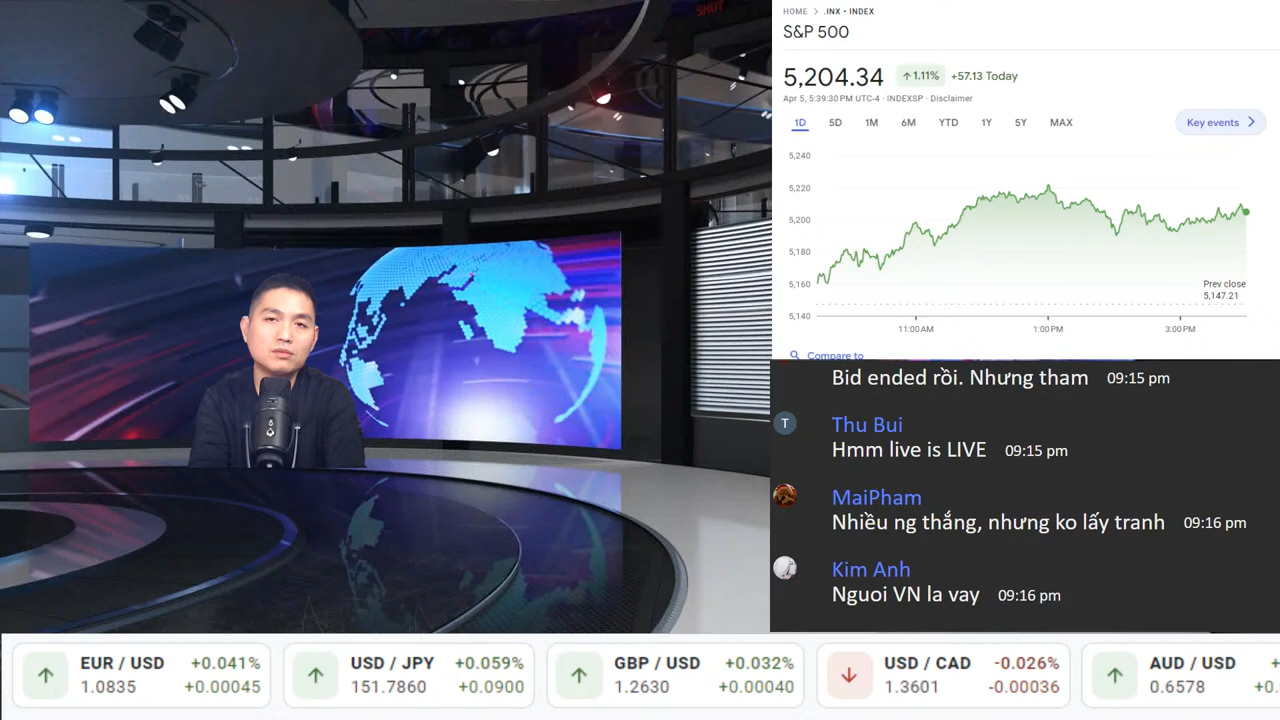 SHUT
HOME > .INX • INDEX
S&P 500
5,204.34 ↑1.11% +57.13 Today
Apr 5, 5:39:30 PM UTC-4 · INDEXSP · Disclaimer
1D 5D 1M 6M YTD 1Y 5Y MAX
Key events >
5,240
5,220
5,200
5,180
5,160
5,140
Prev close
5,147.21
11:00 AM 1:00 PM 3:00 PM
Compare to
Bid ended rồi. Nhưng tham 09:15 pm
T
Thu Bui
Hmm live is LIVE 09:15 pm
MaiPham
Nhiều ng thắng, nhưng ko lấy tranh 09:16 pm
Kim Anh
Nguoi VN la vay 09:16 pm
EUR / USD +0.041%
1.0835 +0.00045
USD / JPY +0.059%
151.7860 +0.0900
GBP / USD +0.032%
1.2630 +0.00040
USD / CAD -0.026%
1.3601 -0.00036
AUD / USD
0.6578